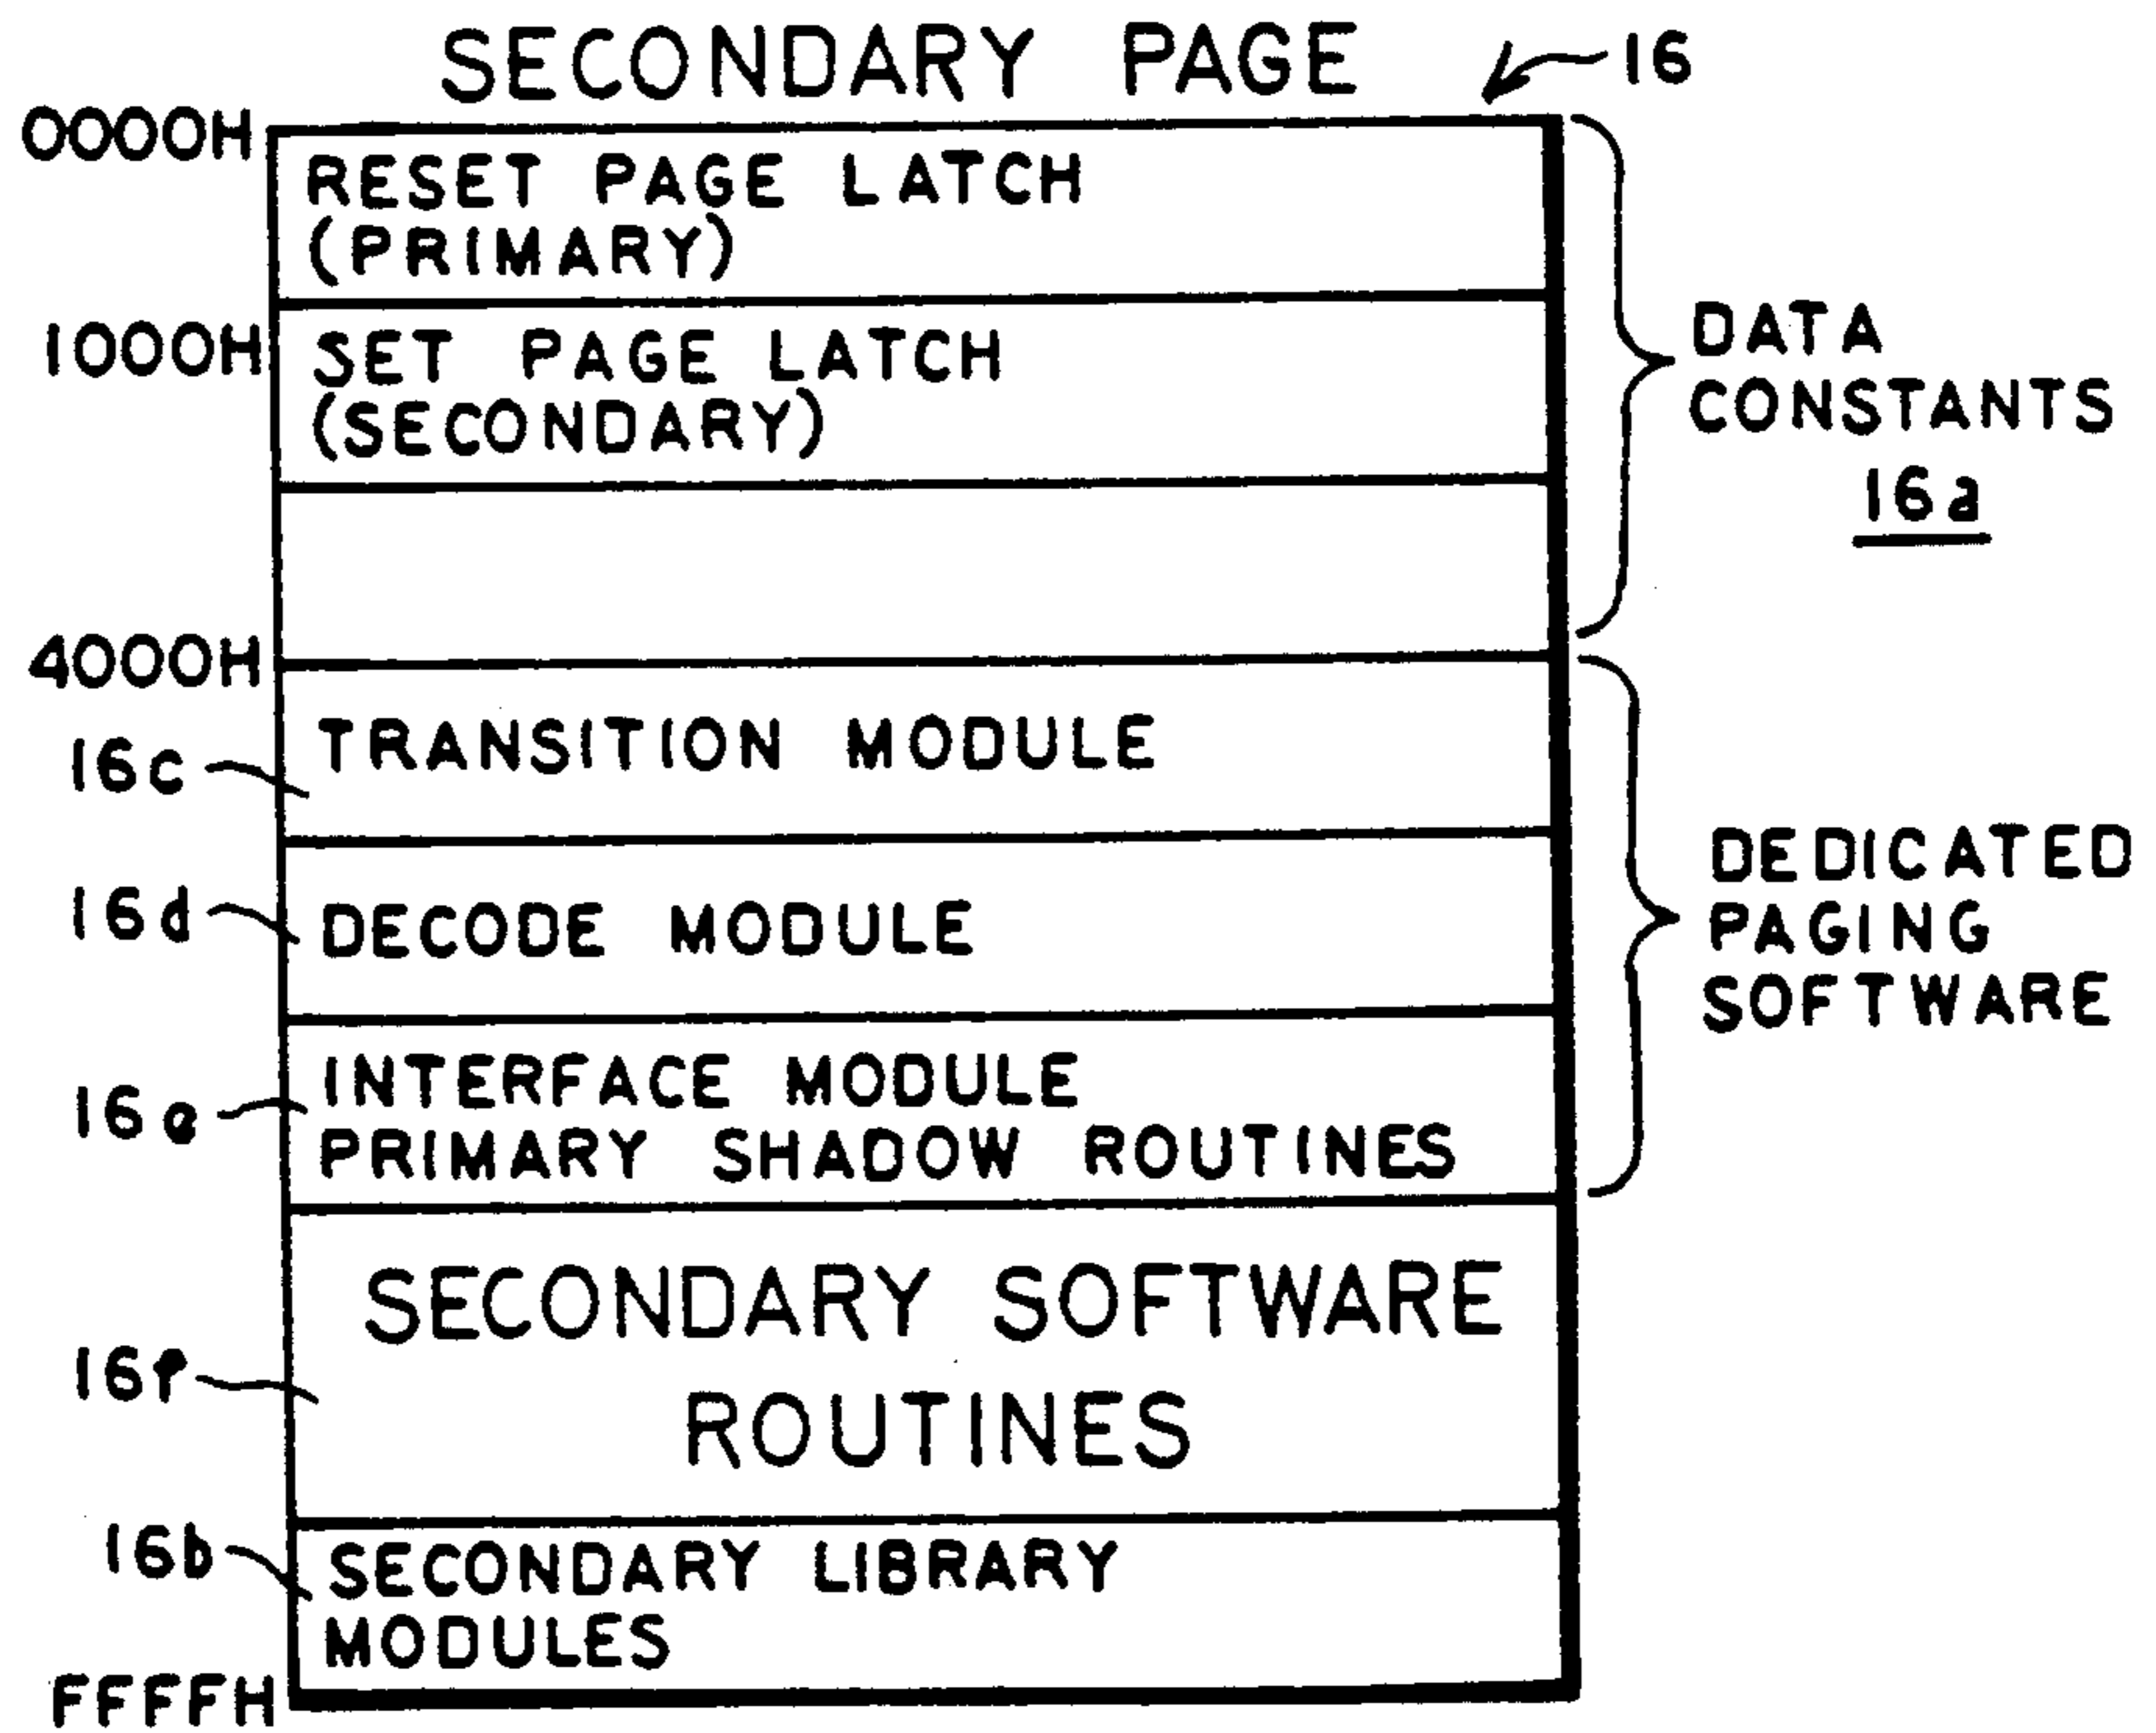 SECONDARY PAGE
16
0000H
RESET PAGE LATCH
(PRIMARY)
1000H
SET PAGE LATCH
(SECONDARY)
DATA
CONSTANTS
16a
4000H
TRANSITION MODULE
16c
DEDICATED
PAGING
SOFTWARE
16d
DECODE MODULE
16e
INTERFACE MODULE
PRIMARY SHADOW ROUTINES
SECONDARY SOFTWARE
ROUTINES
16f
16b
SECONDARY LIBRARY
MODULES
FFFFH